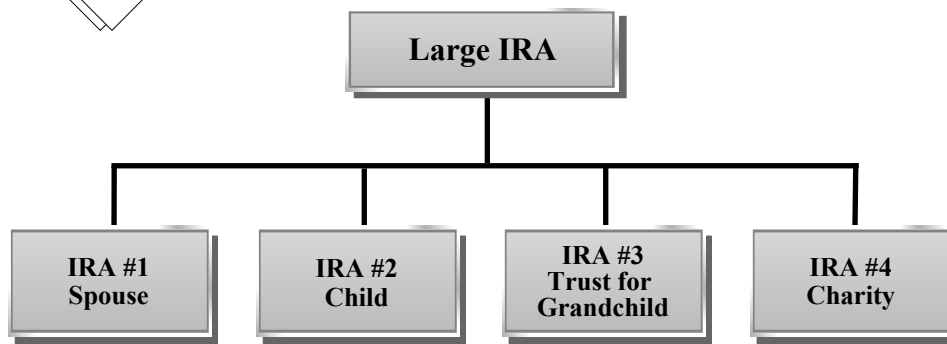 Large IRA
IRA #1
Spouse
IRA #2
Child
IRA #3
Trust for
Grandchild
IRA #4
Charity